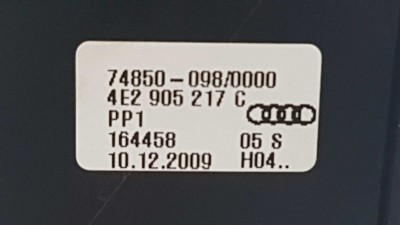 74850-098/0000
4E2 905 217 C
PP1
164458 05 S
10.12.2009 H04..